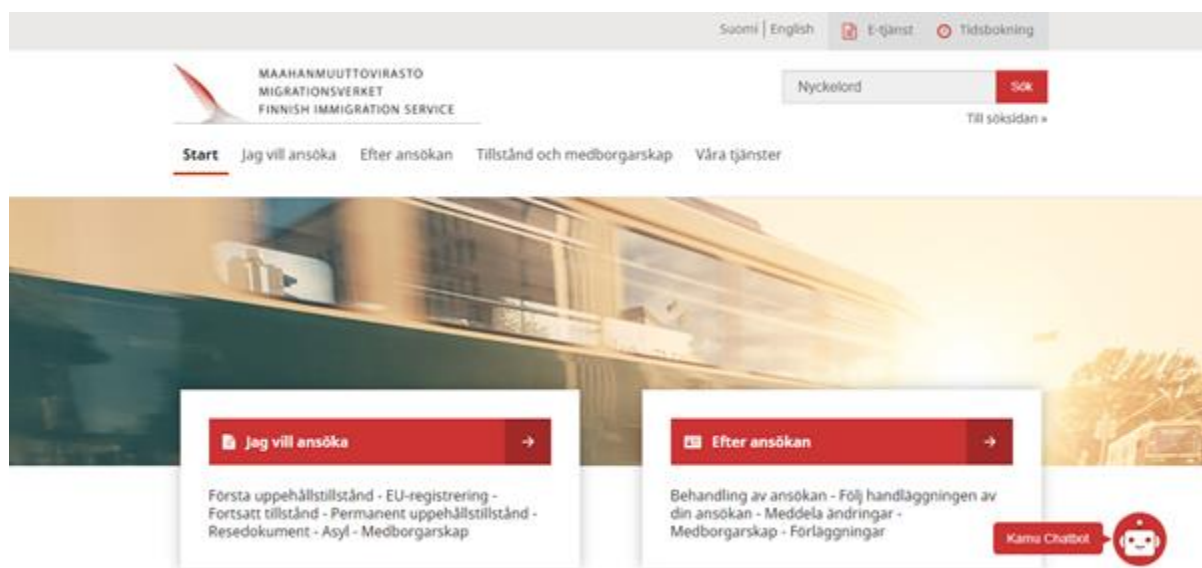 Suomi | English E-tjänst Tidsbokning
MAAHANMUUTTOVIRASTO
MIGRATIONSVERKET
FINNISH IMMIGRATION SERVICE
Nyckelord Sök
Till söksidan »
Start Jag vill ansöka Efter ansökan Tillstånd och medborgarskap Våra tjänster
Jag vill ansöka →
Första uppehållstillstånd - EU-registrering -
Fortsatt tillstånd - Permanent uppehållstillstånd -
Resedokument - Asyl - Medborgarskap
Efter ansökan →
Behandling av ansökan - Följ handläggningen av
din ansökan - Meddela ändringar -
Medborgarskap - Förläggningar
Kamu Chatbot